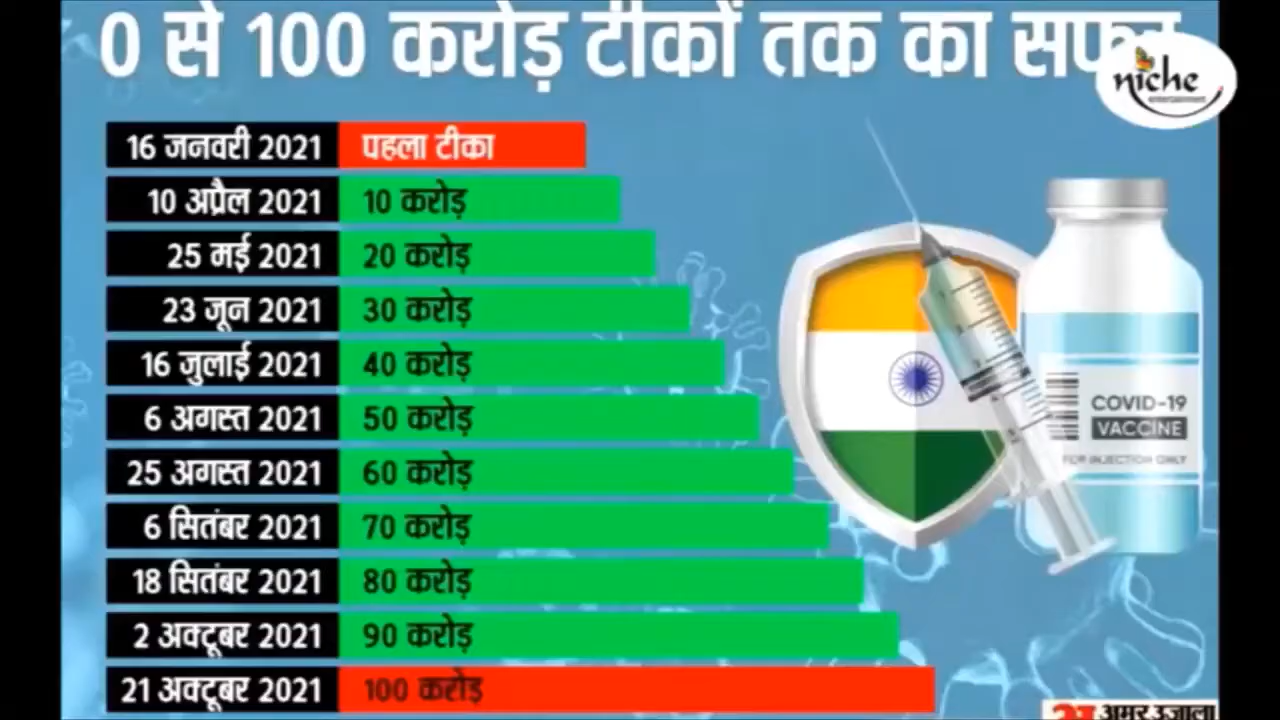 0 से 100 करोड़ टीकों तक का सफर
niche
entertainment
16 जनवरी 2021 पहला टीका
10 अप्रैल 2021 10 करोड़
25 मई 2021 20 करोड़
23 जून 2021 30 करोड़
16 जुलाई 2021 40 करोड़
6 अगस्त 2021 50 करोड़
25 अगस्त 2021 60 करोड़
6 सितंबर 2021 70 करोड़
18 सितंबर 2021 80 करोड़
2 अक्टूबर 2021 90 करोड़
21 अक्टूबर 2021 100 करोड़
COVID-19
VACCINE
FOR INJECTION ONLY
अमर उजाला